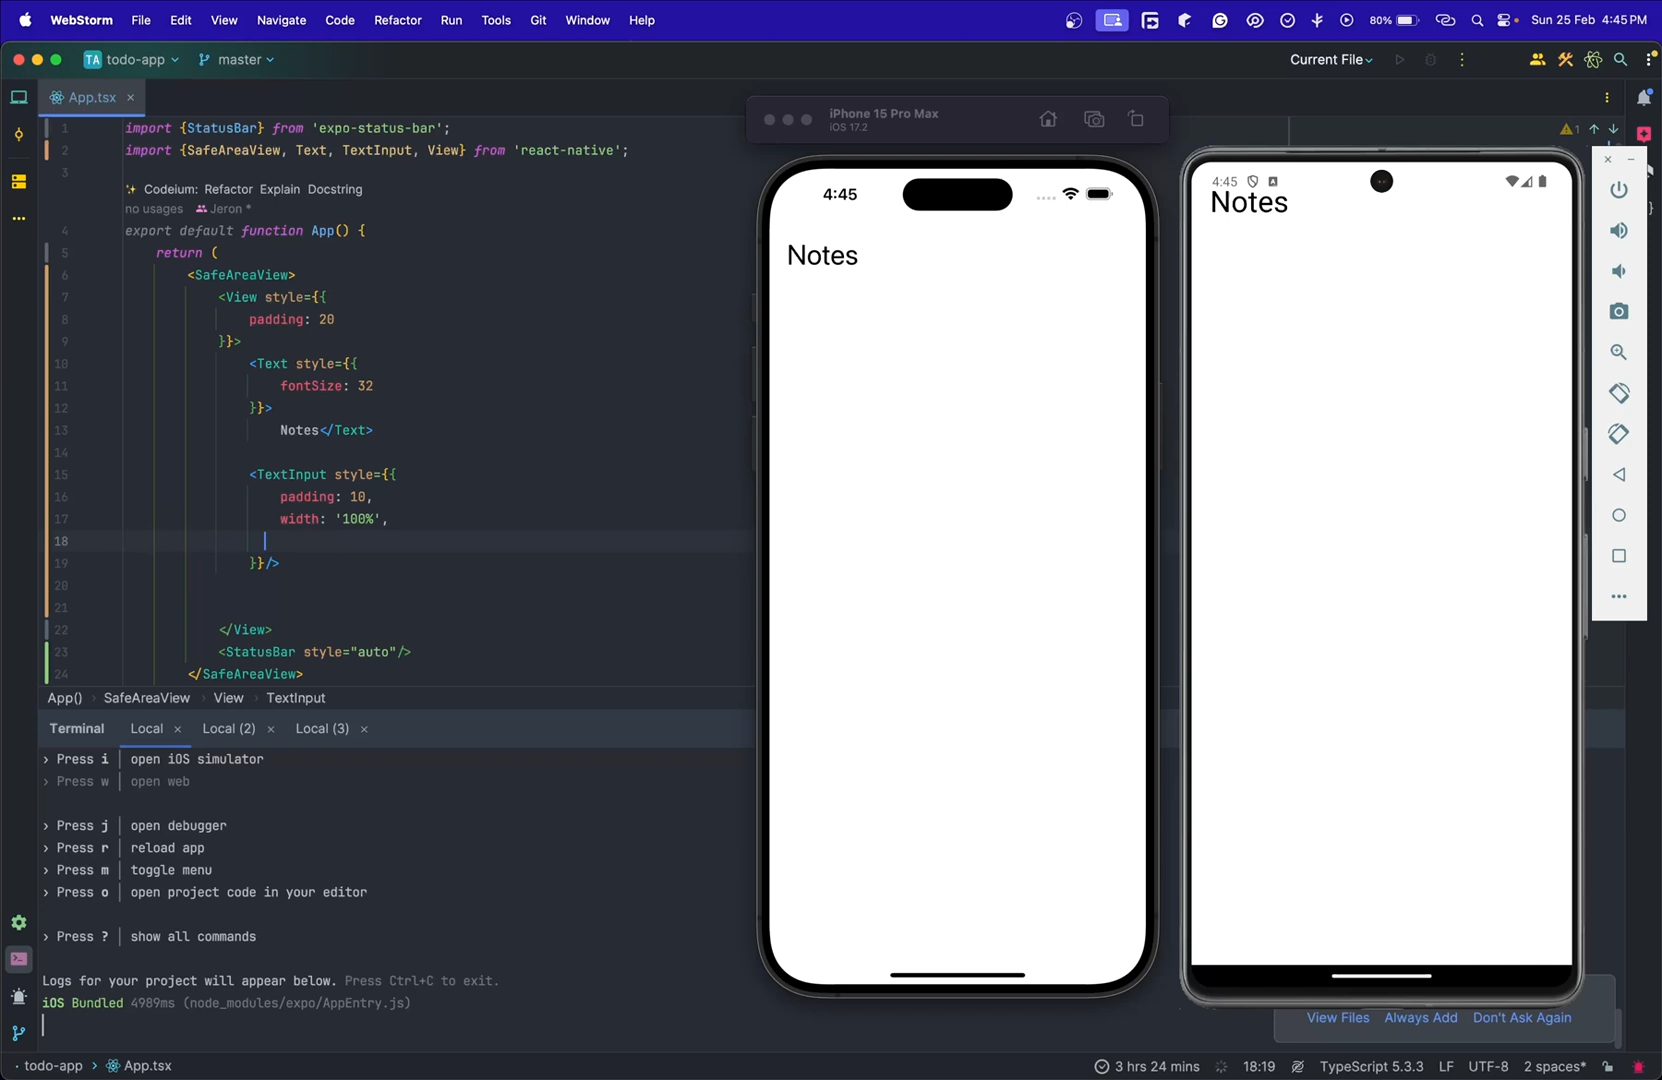 WebStorm File Edit View Navigate Code Refactor Run Tools Git Window Help 80% Sun 25 Feb 4:45 PM
TA todo-app master Current File
App.tsx
1 import {StatusBar} from 'expo-status-bar';
2 import {SafeAreaView, Text, TextInput, View} from 'react-native';
3
Codeium: Refactor Explain Docstring
no usages Jeron *
4 export default function App() {
5 return (
6 <SafeAreaView>
7 <View style={{
8 padding: 20
9 }}>
10 <Text style={{
11 fontSize: 32
12 }}>
13 Notes</Text>
14
15 <TextInput style={{
16 padding: 10,
17 width: '100%',
18
19 }}/>
20
21
22 </View>
23 <StatusBar style="auto"/>
24 </SafeAreaView>
1
App() SafeAreaView View TextInput
Terminal Local Local (2) Local (3)
› Press i │ open iOS simulator
› Press w │ open web
› Press j │ open debugger
› Press r │ reload app
› Press m │ toggle menu
› Press o │ open project code in your editor
› Press ? │ show all commands
Logs for your project will appear below. Press Ctrl+C to exit.
iOS Bundled 4989ms (node_modules/expo/AppEntry.js)
iPhone 15 Pro Max
iOS 17.2
4:45
Notes
4:45
Notes
View Files Always Add Don't Ask Again
todo-app App.tsx 3 hrs 24 mins 18:19 TypeScript 5.3.3 LF UTF-8 2 spaces*